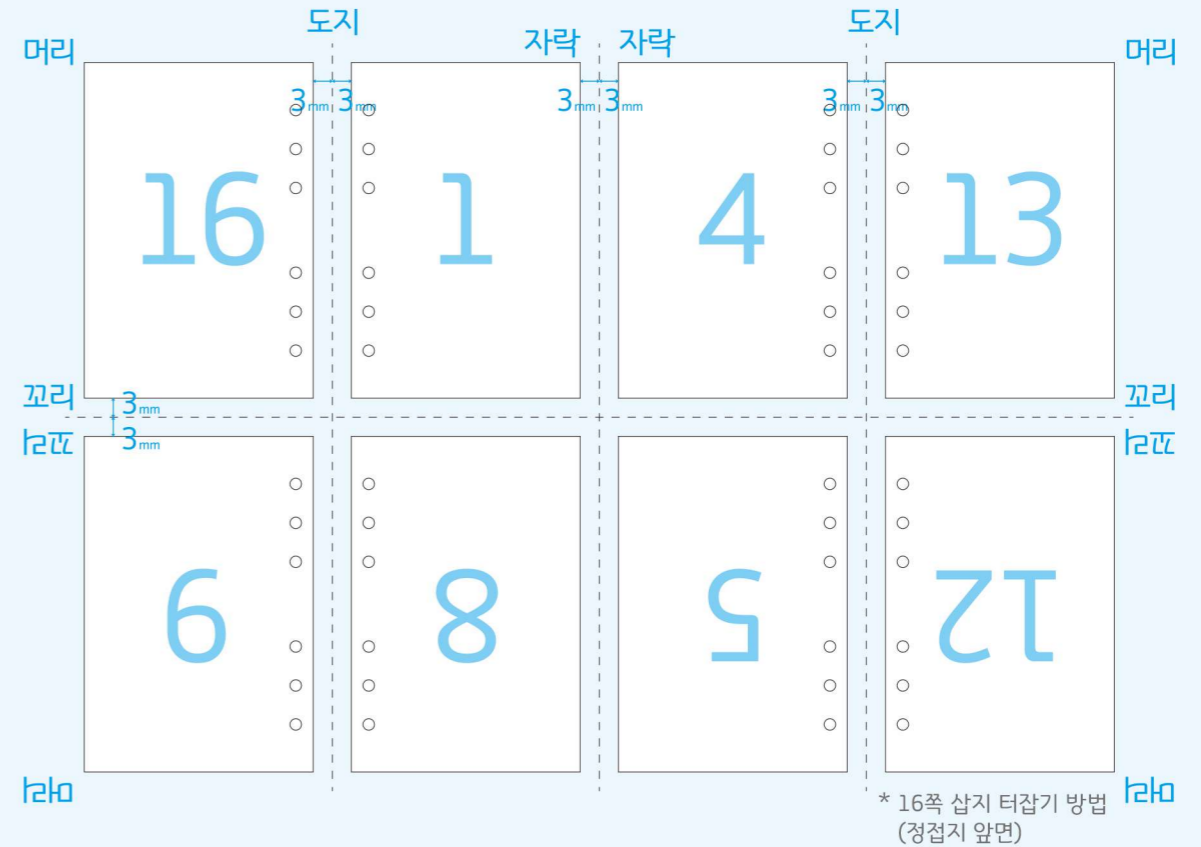 도지 도지
머리 자락 자락 머리
3mm 3mm 3mm 3mm 3mm 3mm
16 1 4 13
꼬리 3mm 꼬리
꼬리 3mm 꼬리
9 8 5 12
머리 머리
* 16쪽 삽지 터잡기 방법
(정접지 앞면)